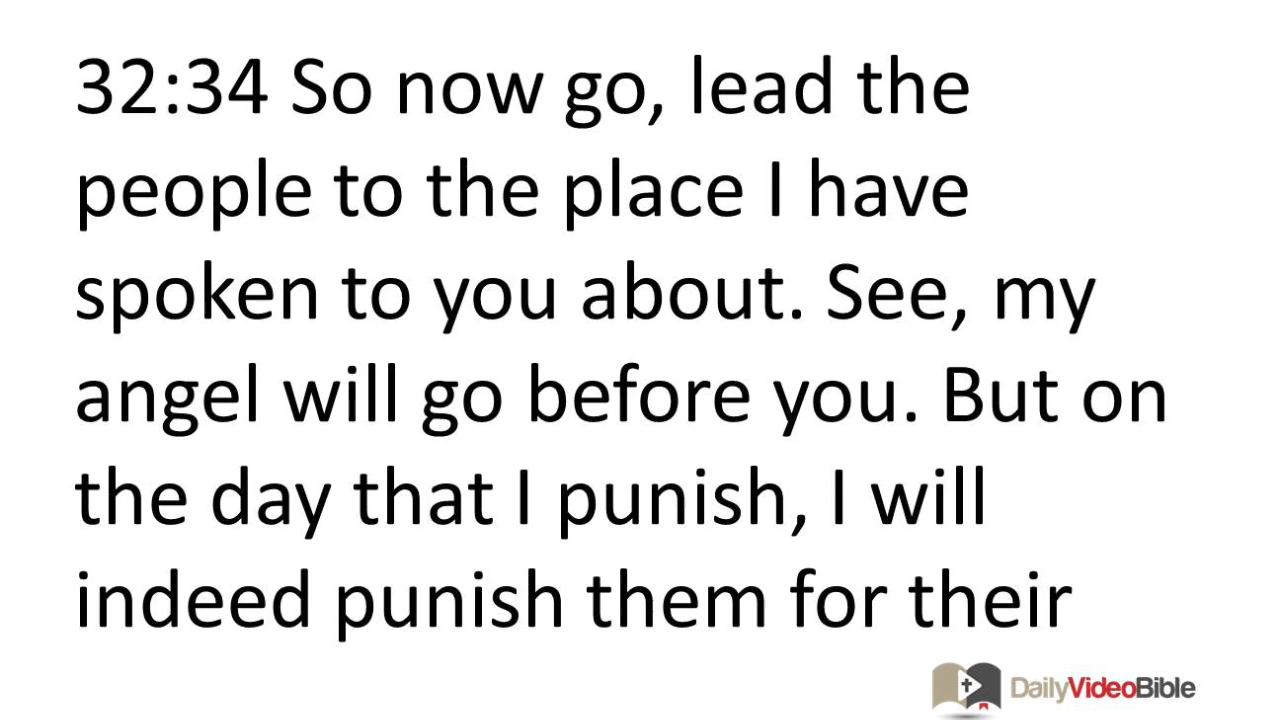 32:34 So now go, lead the
people to the place I have
spoken to you about. See, my
angel will go before you. But on
the day that I punish, I will
indeed punish them for their
DailyVideoBible